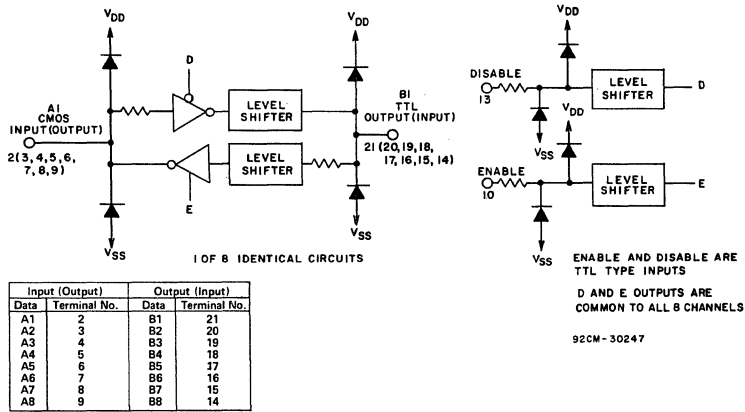 VDD
VDD
VDD
D
A1
CMOS
INPUT(OUTPUT)
2(3,4,5,6,
7,8,9)
LEVEL
SHIFTER
B1
TTL
OUTPUT(INPUT)
21 (20,19,18,
17,16,15,14)
LEVEL
SHIFTER
E
VSS
VSS
1 OF 8 IDENTICAL CIRCUITS
DISABLE
13
LEVEL
SHIFTER
D
VSS
VDD
ENABLE
10
LEVEL
SHIFTER
E
VSS
ENABLE AND DISABLE ARE
TTL TYPE INPUTS
D AND E OUTPUTS ARE
COMMON TO ALL 8 CHANNELS
92CM-30247
Input (Output) Output (Input)
Data Terminal No. Data Terminal No.
A1 2 B1 21
A2 3 B2 20
A3 4 B3 19
A4 5 B4 18
A5 6 B5 17
A6 7 B6 16
A7 8 B7 15
A8 9 B8 14